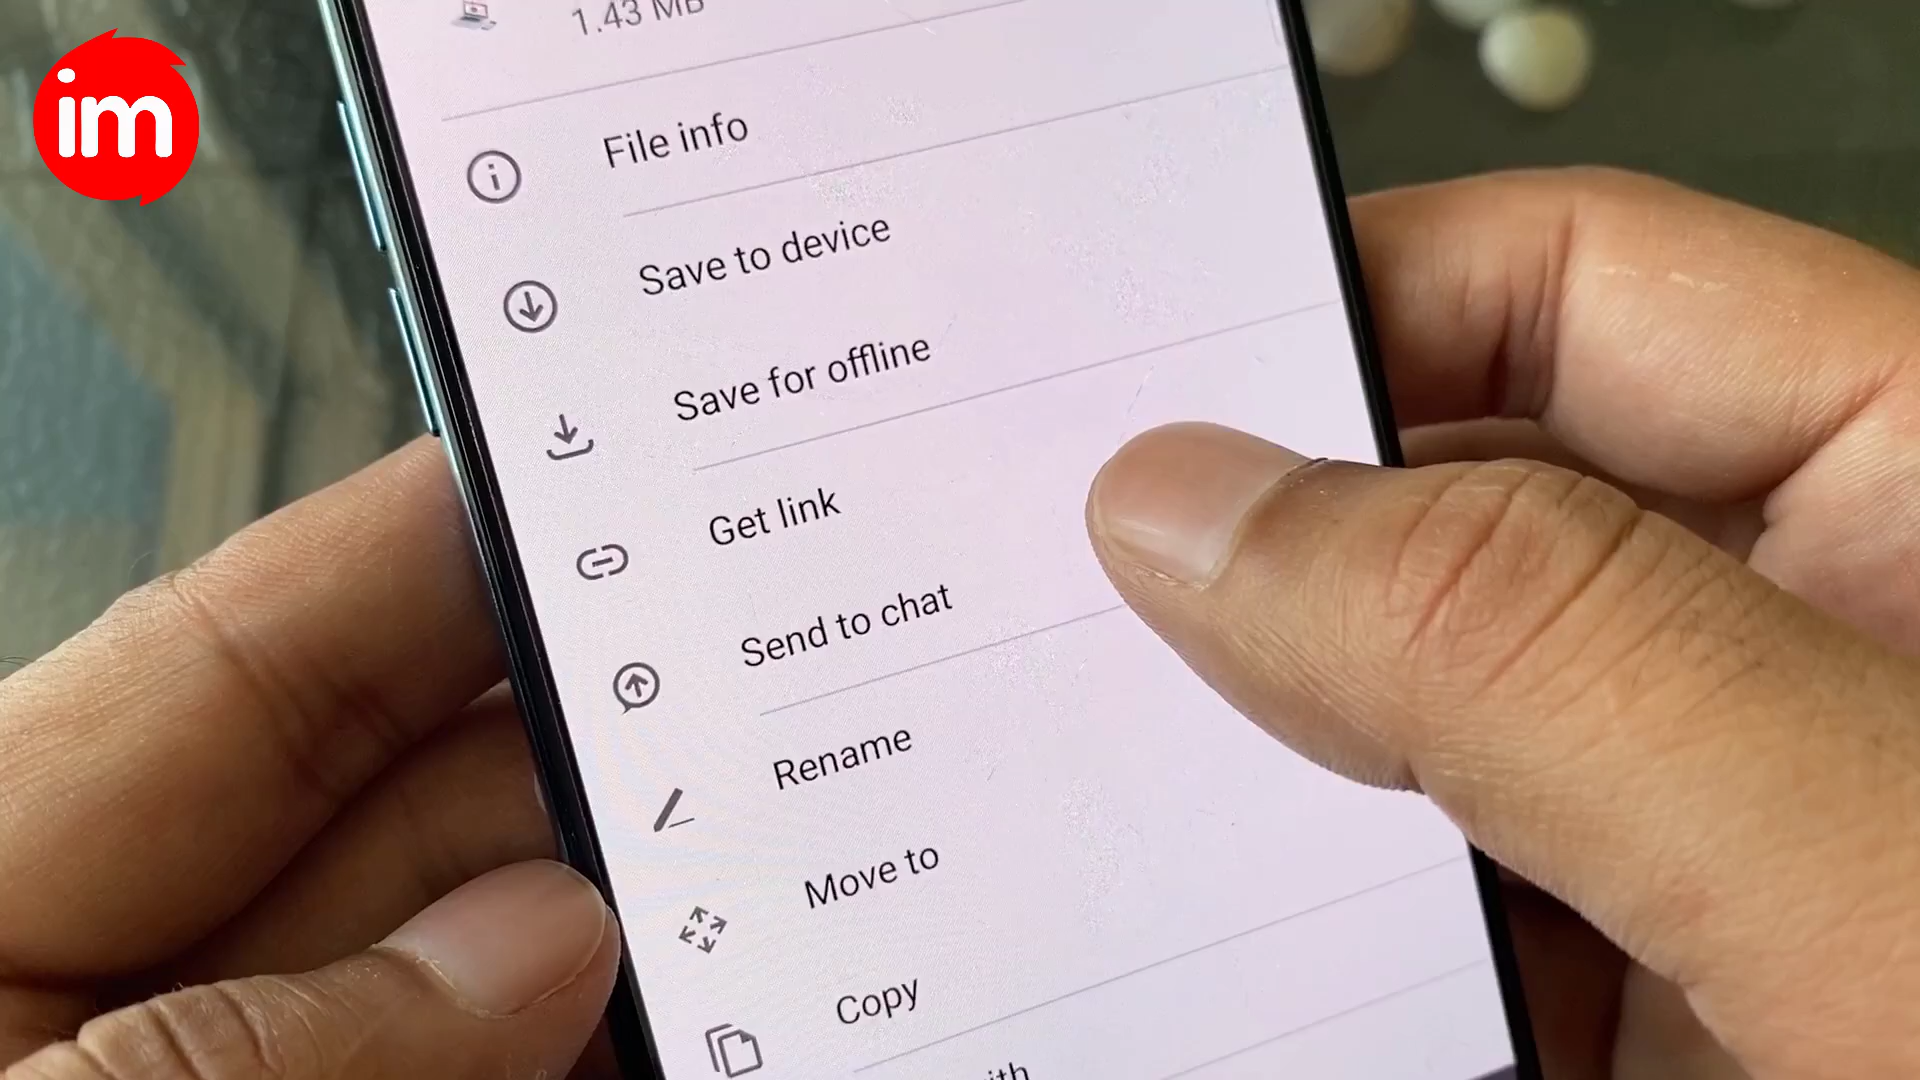 im
1.43 MB
File info
Save to device
Save for offline
Get link
Send to chat
Rename
Move to
Copy